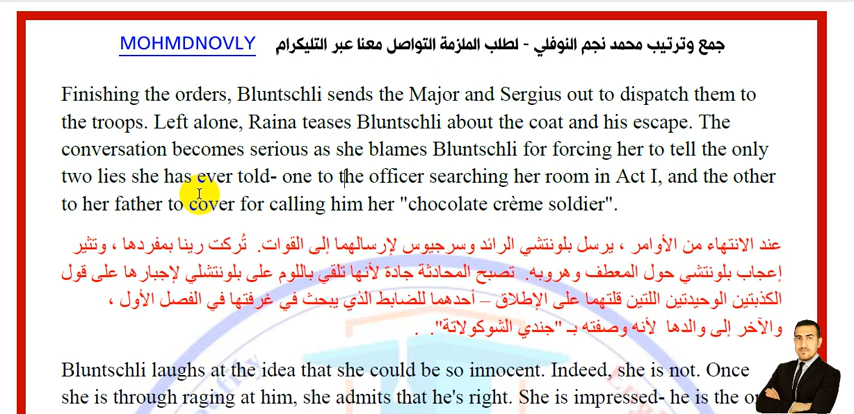 جمع وترتيب محمد نجم النوفلي - لطلب الملزمة التواصل معنا عبر التليكرام MOHMDNOVLY
Finishing the orders, Bluntschli sends the Major and Sergius out to dispatch them to
the troops. Left alone, Raina teases Bluntschli about the coat and his escape. The
conversation becomes serious as she blames Bluntschli for forcing her to tell the only
two lies she has ever told- one to the officer searching her room in Act I, and the other
to her father to cover for calling him her "chocolate crème soldier".
عند الانتهاء من الأوامر ، يرسل بلونتشي الرائد وسرجيوس لإرسالهما إلى القوات. تُركت رينا بمفردها ، وتثير
إعجاب بلونتشي حول المعطف وهروبه. تصبح المحادثة جادة لأنها تلقي باللوم على بلونتشلي لإجبارها على قول
الكذبتين الوحيدتين اللتين قلتهما على الإطلاق – أحدهما للضابط الذي يبحث في غرفتها في الفصل الأول ،
والآخر إلى والدها لأنه وصفته بـ "جندي الشوكولاتة". .
Bluntschli laughs at the idea that she could be so innocent. Indeed, she is not. Once
she is through raging at him, she admits that he's right. She is impressed- he is the